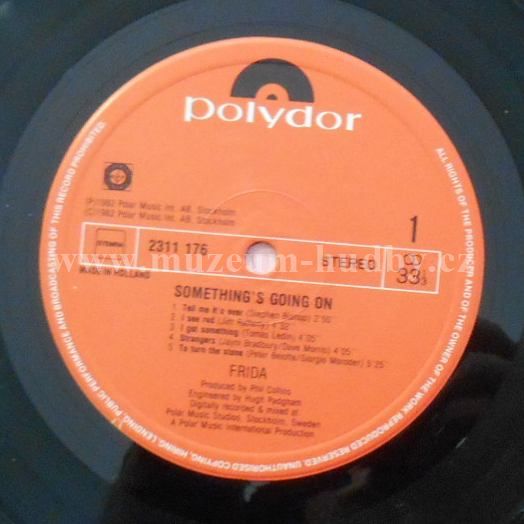 polydor
(P)1982 Polar Music Int. AB, Stockholm
(C)1982 Polar Music Int. AB, Stockholm
1
STEMRA
2311 176
STEREO
33
MADE IN HOLLAND
www.muzeum-hudby.cz
SOMETHING'S GOING ON
1 Tell me it's over (Stephen Bishop) 2'50
2 I see red (Jim Rafferty) 4'32
3 I got something (Tomas Ledin) 4'05
4 Strangers (Jayne Bradbury/Dave Morris) 4'05
5 To turn the stone (Peter Bellotte/Giorgio Moroder) 5'25
FRIDA
Produced by Phil Collins
Engineered by Hugh Padgham
Digitally recorded & mixed at
Polar Music Studios, Stockholm, Sweden
A Polar Music International Production
ALL RIGHTS OF THE PRODUCERS AND OF THE OWNER OF THE WORK REPRODUCED RESERVED. UNAUTHORISED COPYING, HIRING, LENDING, PUBLIC PERFORMANCE AND BROADCASTING OF THIS RECORD PROHIBITED.